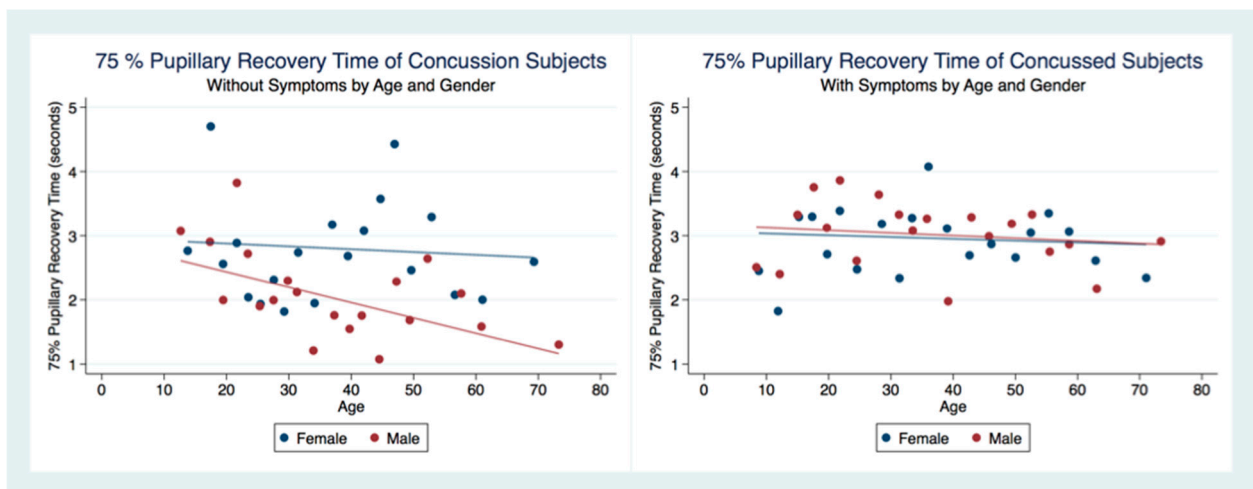 75 % Pupillary Recovery Time of Concussion Subjects
Without Symptoms by Age and Gender
75% Pupillary Recovery Time (seconds)
5
4
3
2
1
0 10 20 30 40 50 60 70 80
Age
Female Male
75% Pupillary Recovery Time of Concussed Subjects
With Symptoms by Age and Gender
75% Pupillary Recovery Time (seconds)
5
4
3
2
1
0 10 20 30 40 50 60 70 80
Age
Female Male